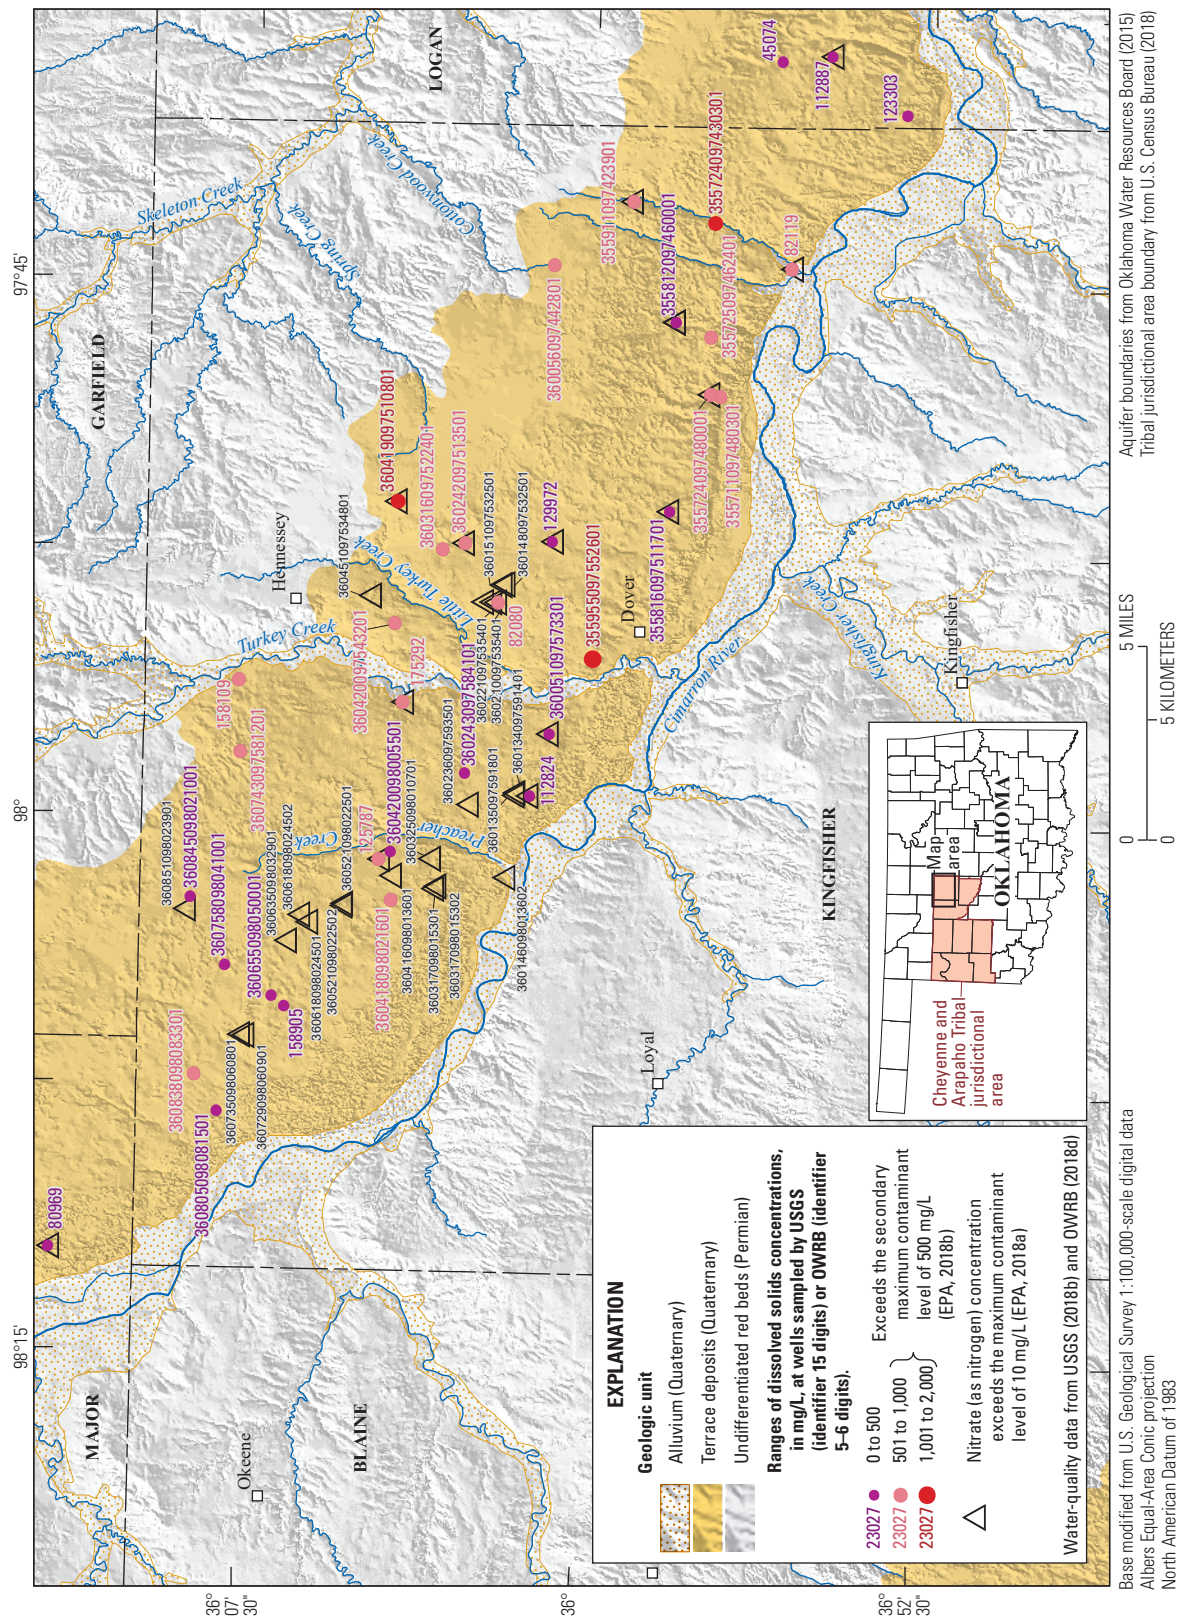 98°15'
98°
97°45'
36°
07'
30"
36°
36°
52'
30"
MAJOR
GARFIELD
LOGAN
BLAINE
KINGFISHER
Okeene
Loyal
Hennessey
Dover
Kingfisher
Skeleton Creek
Spring Creek
Cottonwood Creek
Turkey Creek
Little Turkey Creek
Preacher
Creek
Cimarron River
Kingfisher Creek
80969
360805098081501
360838098083301
360735098060801
360729098060901
158905
360655098050001
360758098041001
360845098021001
360851098023901
360635098032901
360618098024502
360618098024501
360521098022502
360521098022501
360743097581201
158109
125787
360420098005501
360325098010701
360418098021601
360416098013601
360317098015301
360317098015302
360146098013602
360135097591801
360134097591401
360236097593501
360243097584101
112824
360051097573301
175292
360420097543201
360451097534801
360221097535401
360210097535401
82080
360151097532501
360148097532501
129972
360242097513501
360316097522401
360419097510801
355955097552601
355816097511701
355724097480001
355711097480301
355725097462401
355812097460001
360056097442801
355911097423901
355724097430301
82119
45074
112887
123303
EXPLANATION
Geologic unit
Alluvium (Quaternary)
Terrace deposits (Quaternary)
Undifferentiated red beds (Permian)
Ranges of dissolved solids concentrations,
in mg/L, at wells sampled by USGS
(identifier 15 digits) or OWRB (identifier
5–6 digits).
23027 0 to 500
23027 501 to 1,000
23027 1,001 to 2,000
Exceeds the secondary
maximum contaminant
level of 500 mg/L
(EPA, 2018b)
Nitrate (as nitrogen) concentration
exceeds the maximum contaminant
level of 10 mg/L (EPA, 2018a)
Water-quality data from USGS (2018b) and OWRB (2018d)
Cheyenne and
Arapaho Tribal
jurisdictional
area
Map
area
OKLAHOMA
Base modified from U.S. Geological Survey 1:100,000-scale digital data
Albers Equal-Area Conic projection
North American Datum of 1983
0 5 MILES
0 5 KILOMETERS
Aquifer boundaries from Oklahoma Water Resources Board (2015)
Tribal jurisdictional area boundary from U.S. Census Bureau (2018)